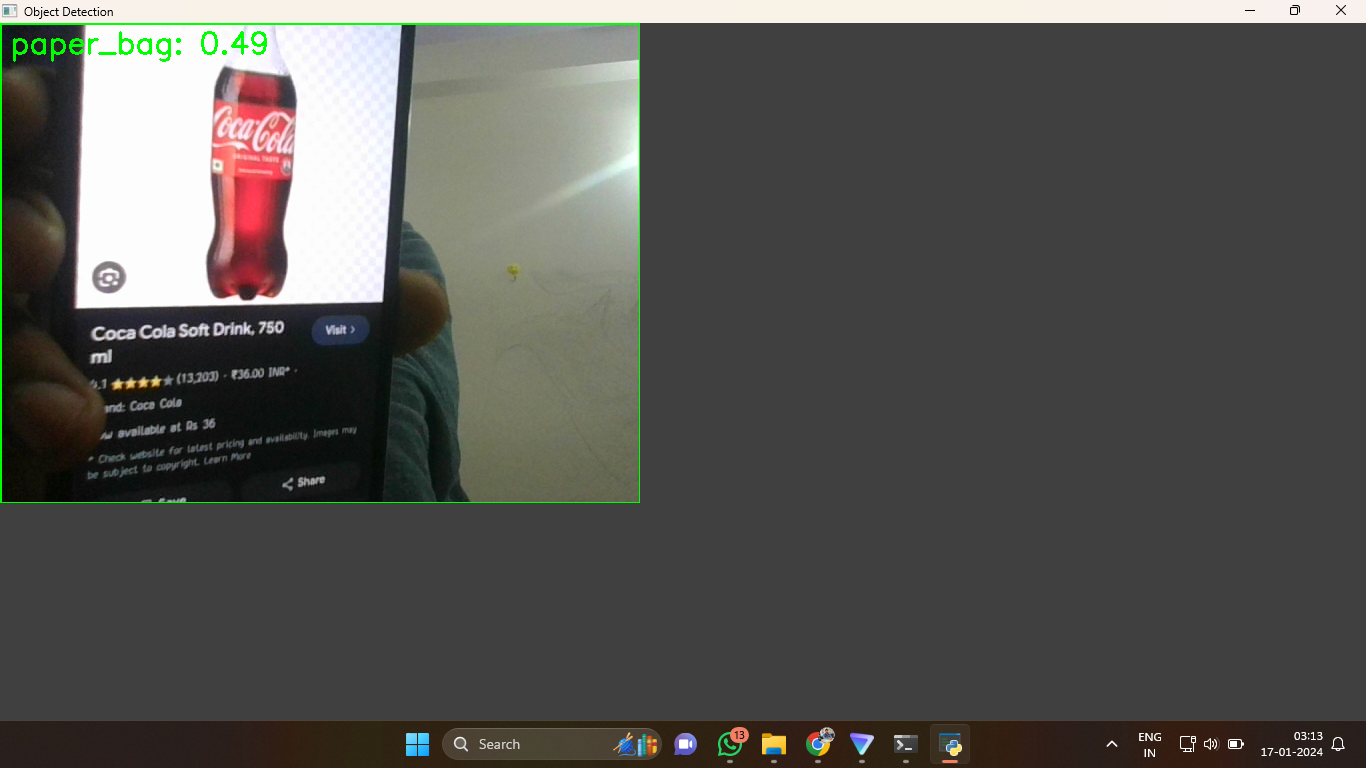 Object Detection
paper_bag: 0.49
Coca-Cola
ORIGINAL TASTE
Coca Cola Soft Drink, 750
ml
Visit >
.1 ★★★★★ (13,203) · ₹36.00 INR* ·
and: Coca Cola
available at Rs 36
* Check website for latest pricing and availability. Images may
be subject to copyright. Learn More
Save
Share
Search
13
ENG
IN
03:13
17-01-2024